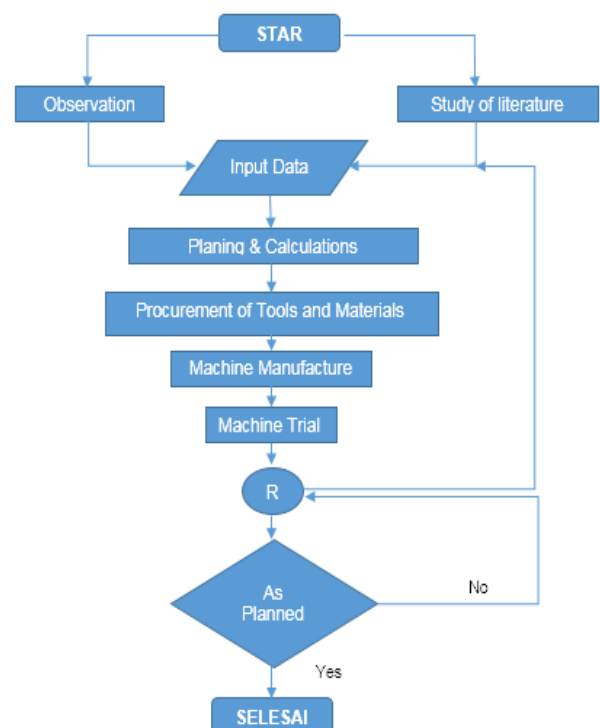 STAR
Observation
Study of literature
Input Data
Planing & Calculations
Procurement of Tools and Materials
Machine Manufacture
Machine Trial
R
As
Planned
No
Yes
SELESAI